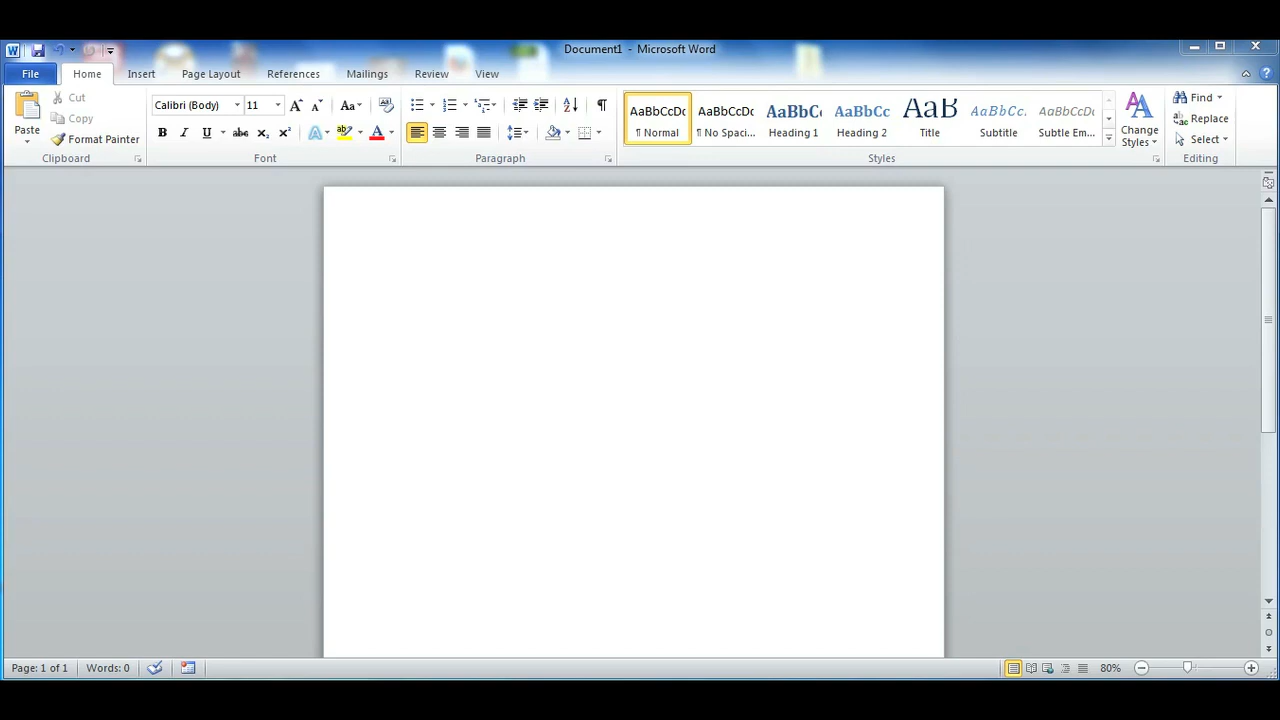 Document1 - Microsoft Word
File Home Insert Page Layout References Mailings Review View
Paste
Cut
Copy
Format Painter
Clipboard
Calibri (Body) 11
Font
Paragraph
AaBbCcDc AaBbCcDc AaBbC AaBbCc AaB AaBbCc. AaBbCcDc
¶ Normal ¶ No Spaci... Heading 1 Heading 2 Title Subtitle Subtle Em...
Change Styles
Styles
Find
Replace
Select
Editing
Page: 1 of 1 Words: 0 80%